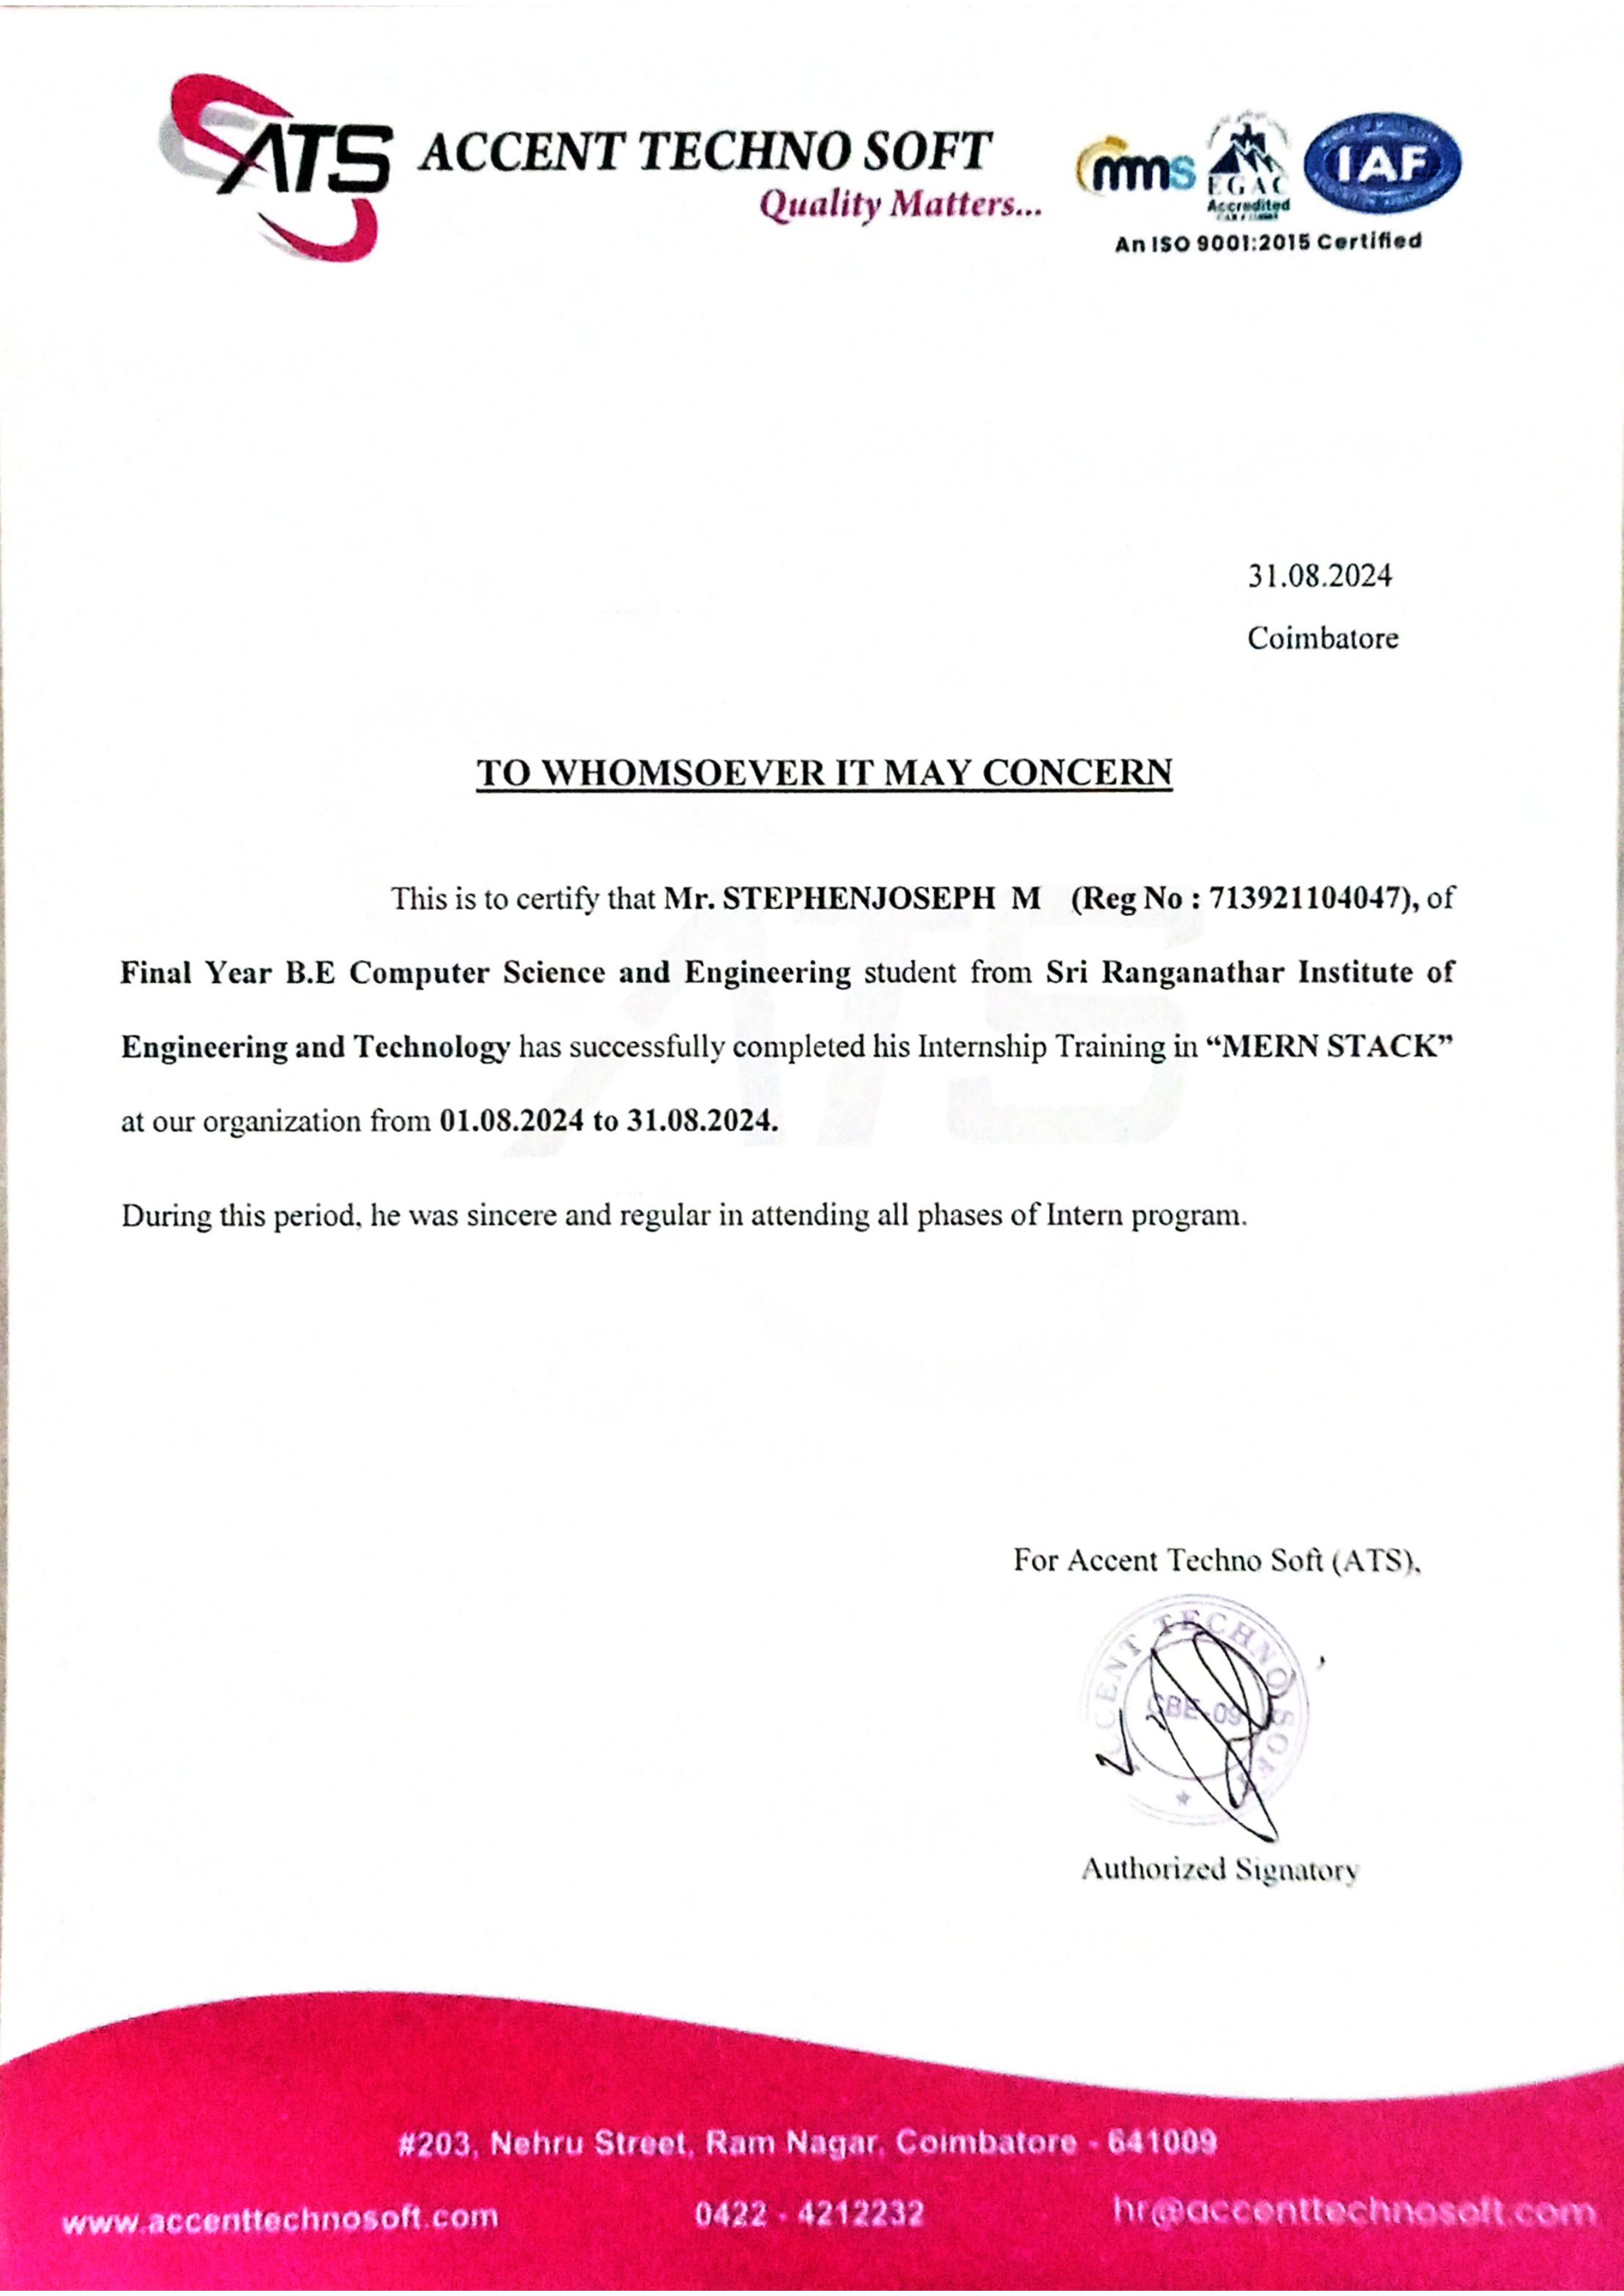 ATS ACCENT TECHNO SOFT
Quality Matters...
mms
EGAC
Accredited
IAF
An ISO 9001:2015 Certified
31.08.2024
Coimbatore
TO WHOMSOEVER IT MAY CONCERN
This is to certify that Mr. STEPHENJOSEPH M (Reg No : 713921104047), of
Final Year B.E Computer Science and Engineering student from Sri Ranganathar Institute of
Engineering and Technology has successfully completed his Internship Training in “MERN STACK”
at our organization from 01.08.2024 to 31.08.2024.
During this period, he was sincere and regular in attending all phases of Intern program.
For Accent Techno Soft (ATS),
ACCENT TECHNO SOFT
CBE-09
Authorized Signatory
#203, Nehru Street, Ram Nagar, Coimbatore - 641009
www.accenttechnosoft.com 0422 - 4212232 hr@accenttechnosoft.com